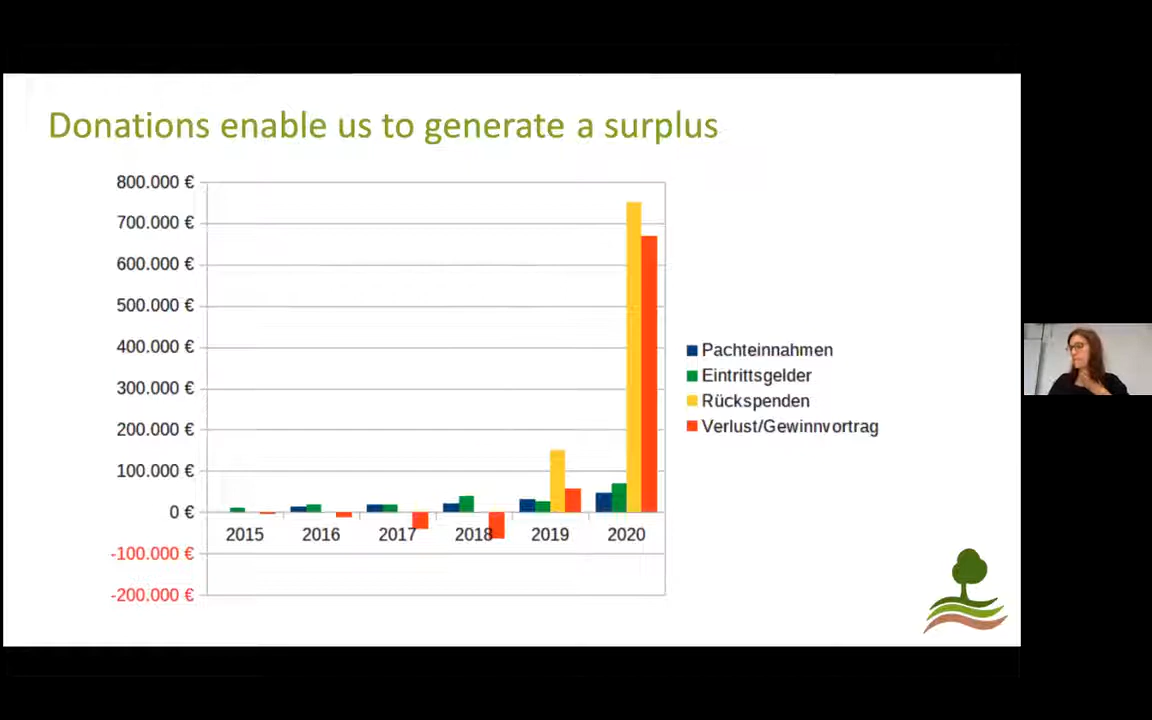 Donations enable us to generate a surplus
800.000 €
700.000 €
600.000 €
500.000 €
400.000 €
300.000 €
200.000 €
100.000 €
0 €
-100.000 €
-200.000 €
2015 2016 2017 2018 2019 2020
Pachteinnahmen
Eintrittsgelder
Rückspenden
Verlust/Gewinnvortrag